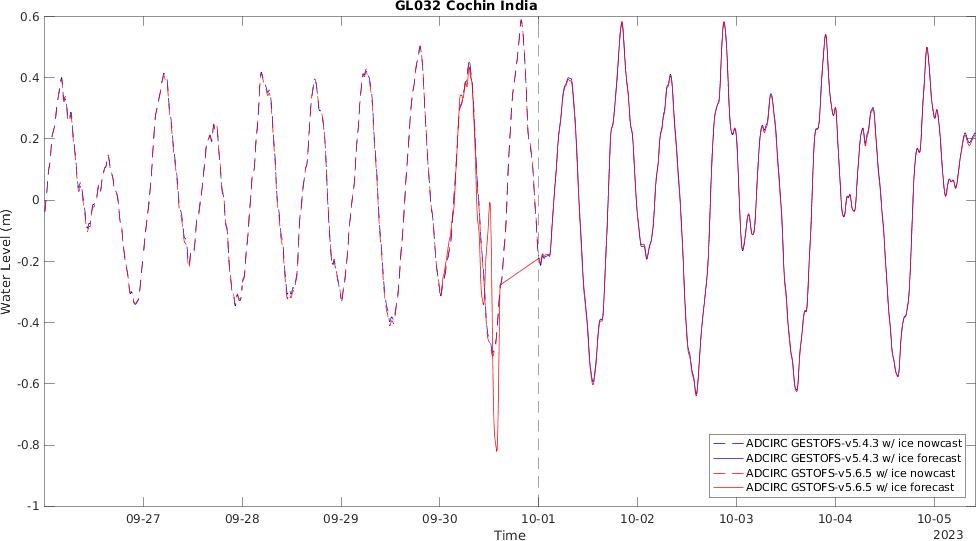 GL032 Cochin India
Water Level (m)
0.6
0.4
0.2
0
-0.2
-0.4
-0.6
-0.8
-1
09-27
09-28
09-29
09-30
10-01
10-02
10-03
10-04
10-05
2023
Time
ADCIRC GESTOFS-v5.4.3 w/ ice nowcast
ADCIRC GESTOFS-v5.4.3 w/ ice forecast
ADCIRC GSTOFS-v5.6.5 w/ ice nowcast
ADCIRC GSTOFS-v5.6.5 w/ ice forecast